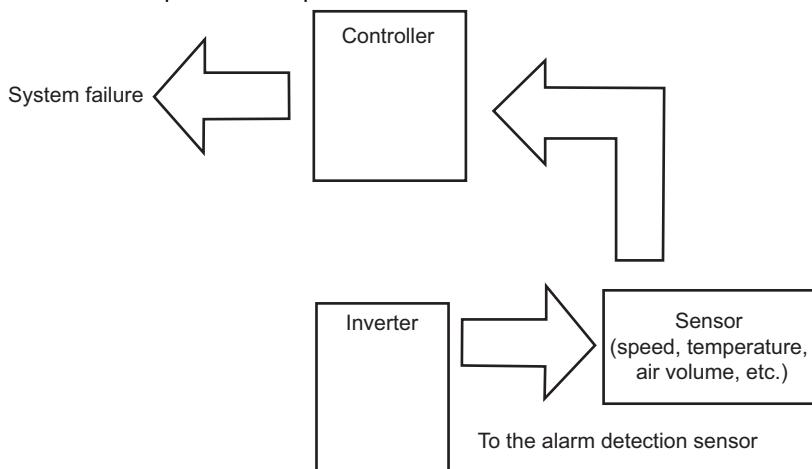 Controller
System failure
Inverter
Sensor
(speed, temperature,
air volume, etc.)
To the alarm detection sensor